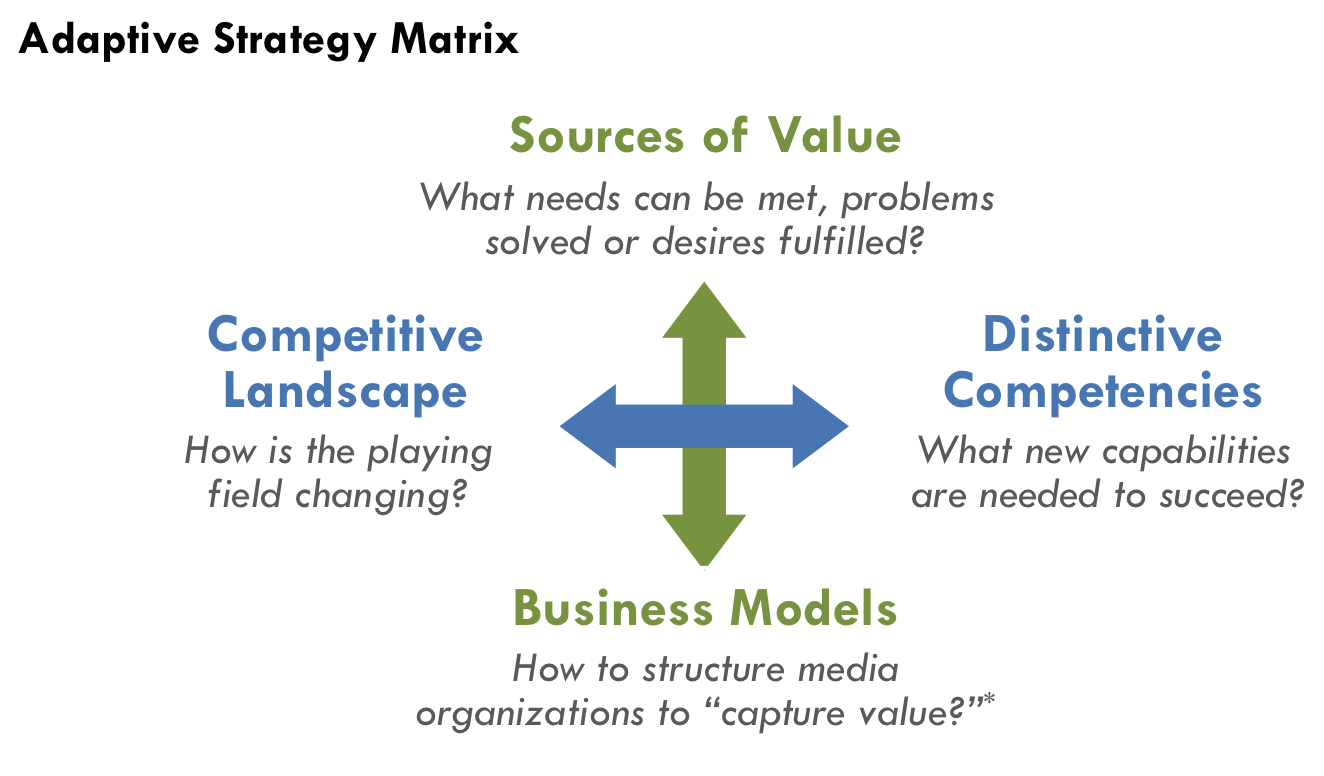 Adaptive Strategy Matrix
Sources of Value
What needs can be met, problems
solved or desires fulfilled?
Competitive
Landscape
How is the playing
field changing?
Distinctive
Competencies
What new capabilities
are needed to succeed?
Business Models
How to structure media
organizations to “capture value?”*